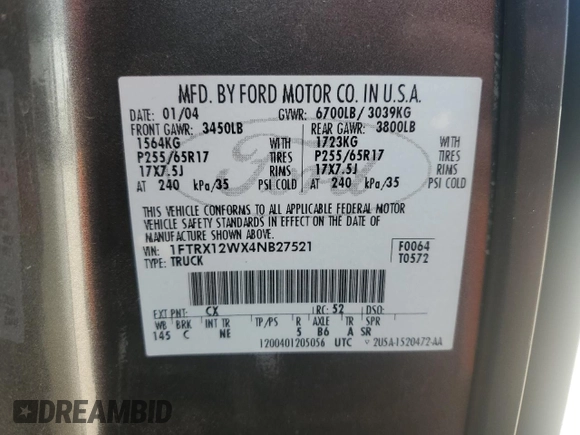 MFD. BY FORD MOTOR CO. IN U.S.A.
DATE: 01/04 GVWR: 6700LB/ 3039KG
FRONT GAWR: 3450LB REAR GAWR: 3800LB
1564KG WITH 1723KG WITH
P255/65R17 TIRES P255/65R17 TIRES
17X7.5J RIMS 17X7.5J RIMS
AT 240 kPa/35 PSI COLD AT 240 kPa/35 PSI COLD
THIS VEHICLE CONFORMS TO ALL APPLICABLE FEDERAL MOTOR
VEHICLE SAFETY STANDARDS IN EFFECT ON THE DATE OF
MANUFACTURE SHOWN ABOVE.
VIN: 1FTRX12WX4NB27521 F0064
TYPE: TRUCK T0572
EXT PNT: CX RC: 52 DSO:
WB BRK INT TR TP/PS R AXLE TR SPR
145 C NE 5 B6 A SR
1200401205056 UTC 2U5A-1520472-AA
Ford
DREAMBID